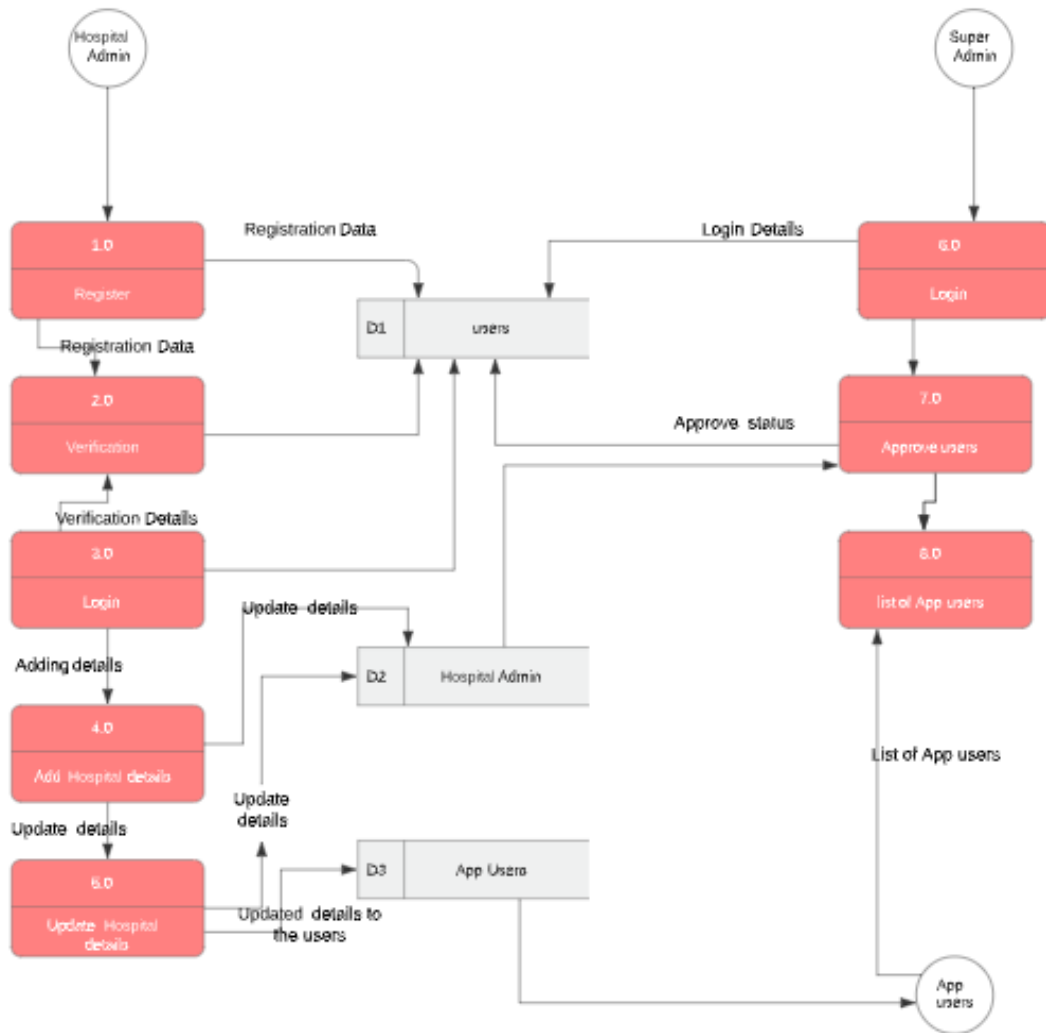 Hospital
Admin
Super
Admin
Registration Data
Login Details
1.0
Register
6.0
Login
D1
users
Registration Data
2.0
Verification
7.0
Approve users
Approve status
Verification Details
3.0
Login
8.0
list of App users
Update details
Adding details
D2
Hospital Admin
4.0
Add Hospital details
List of App users
Update
details
Update details
D3
App Users
5.0
Update Hospital
details
Updated details to
the users
App
users